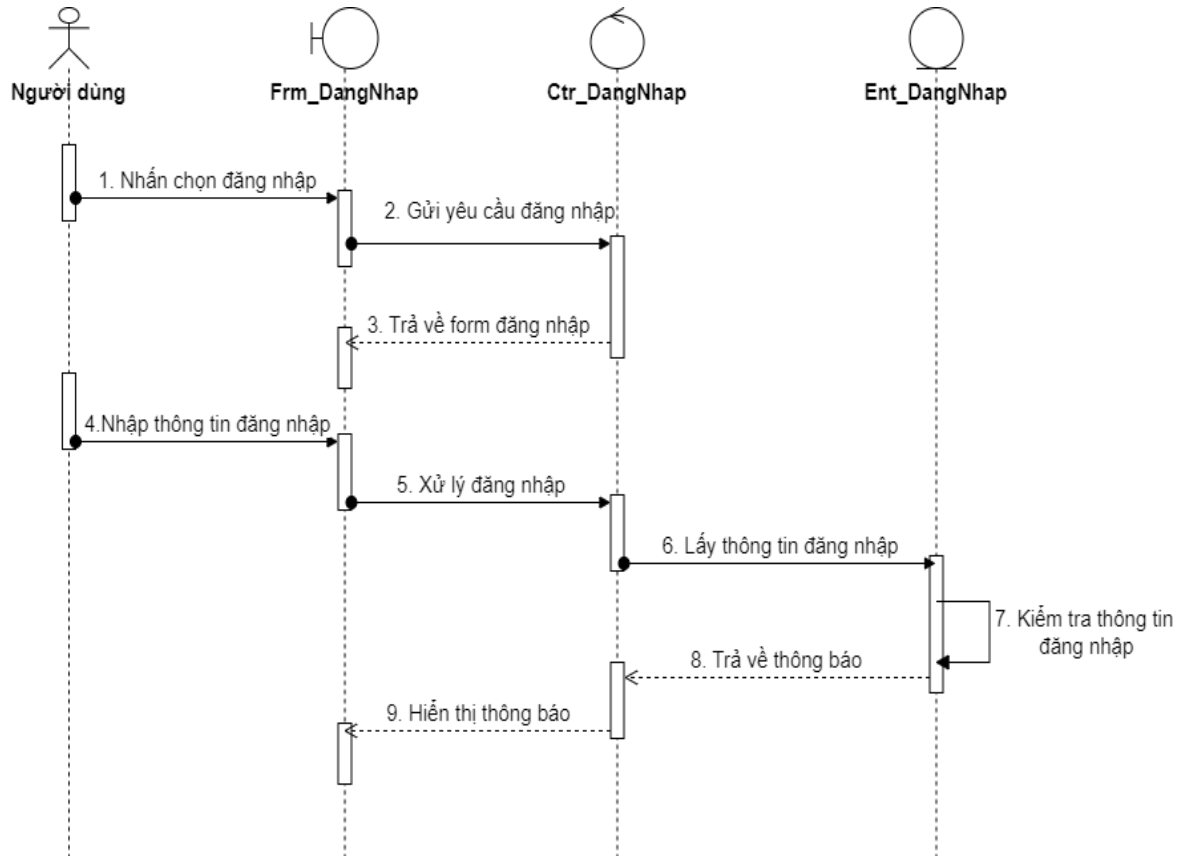 Người dùng
Frm_DangNhap
Ctr_DangNhap
Ent_DangNhap
1. Nhấn chọn đăng nhập
2. Gửi yêu cầu đăng nhập
3. Trả về form đăng nhập
4.Nhập thông tin đăng nhập
5. Xử lý đăng nhập
6. Lấy thông tin đăng nhập
7. Kiểm tra thông tin
đăng nhập
8. Trả về thông báo
9. Hiển thị thông báo